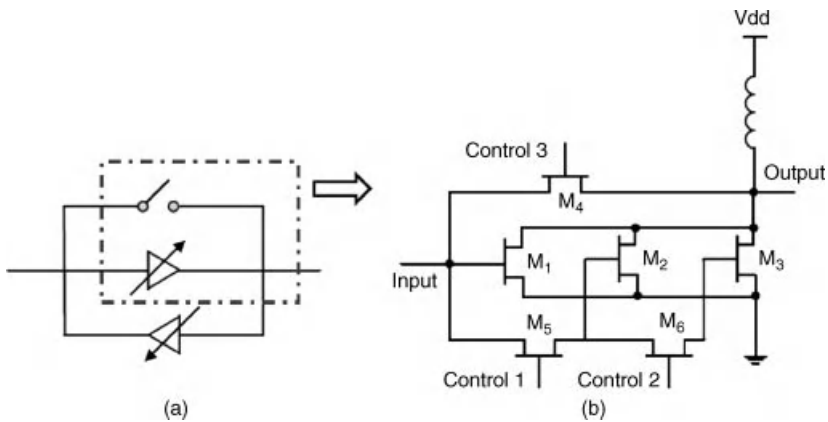 Vdd
Control 3
Output
M4
M1
M2
M3
Input
M5
M6
Control 1
Control 2
(a)
(b)